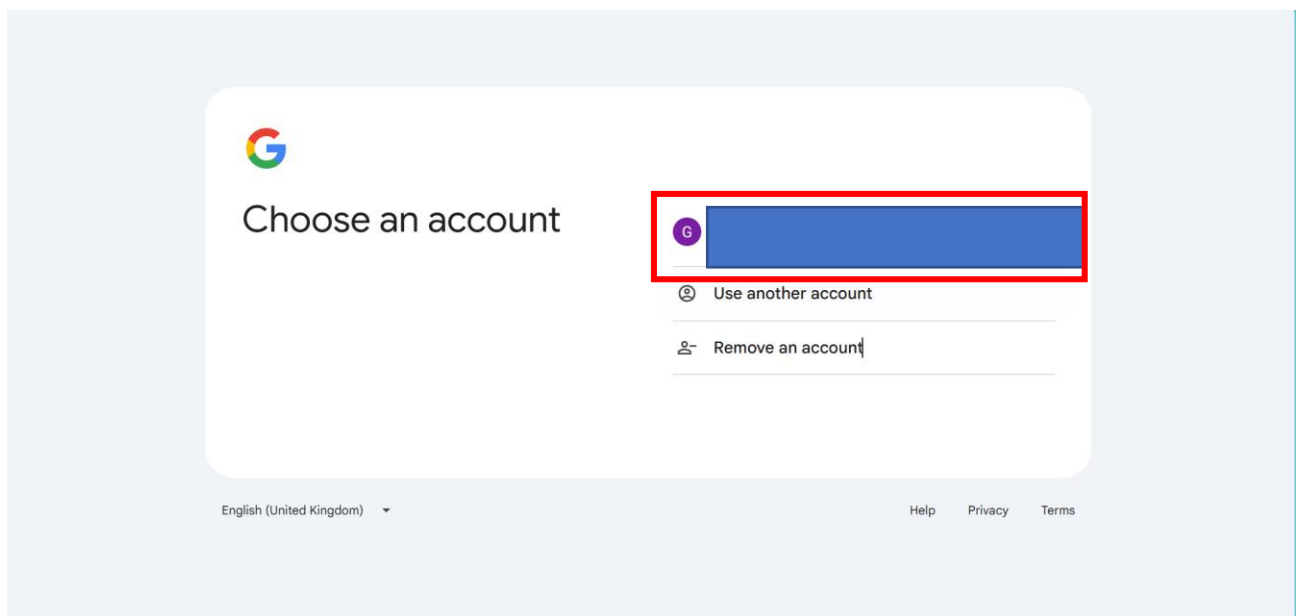 Choose an account
G
Use another account
Remove an account
English (United Kingdom)
Help Privacy Terms